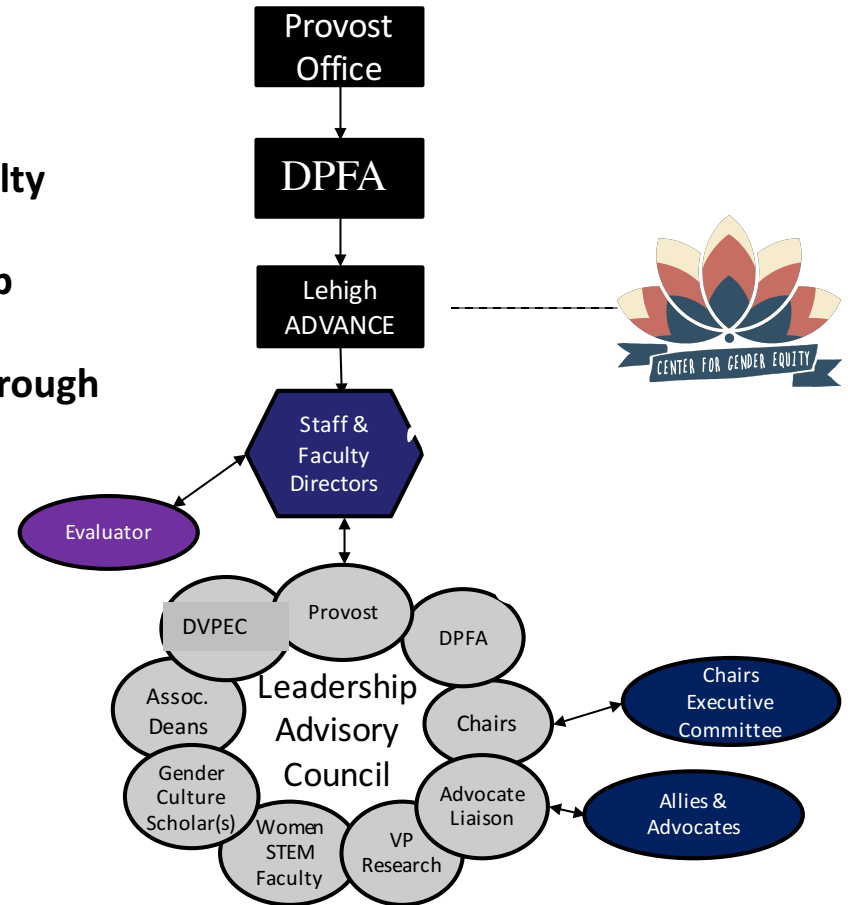 Provost
Office
lty
DPFA
Lehigh
ADVANCE
rough
CENTER FOR GENDER EQUITY
Staff &
Faculty
Directors
Evaluator
Provost
DVPEC
DPFA
Leadership
Advisory
Council
Assoc.
Deans
Chairs
Chairs
Executive
Committee
Gender
Culture
Scholar(s)
Advocate
Liaison
Allies &
Advocates
Women
STEM
Faculty
VP
Research